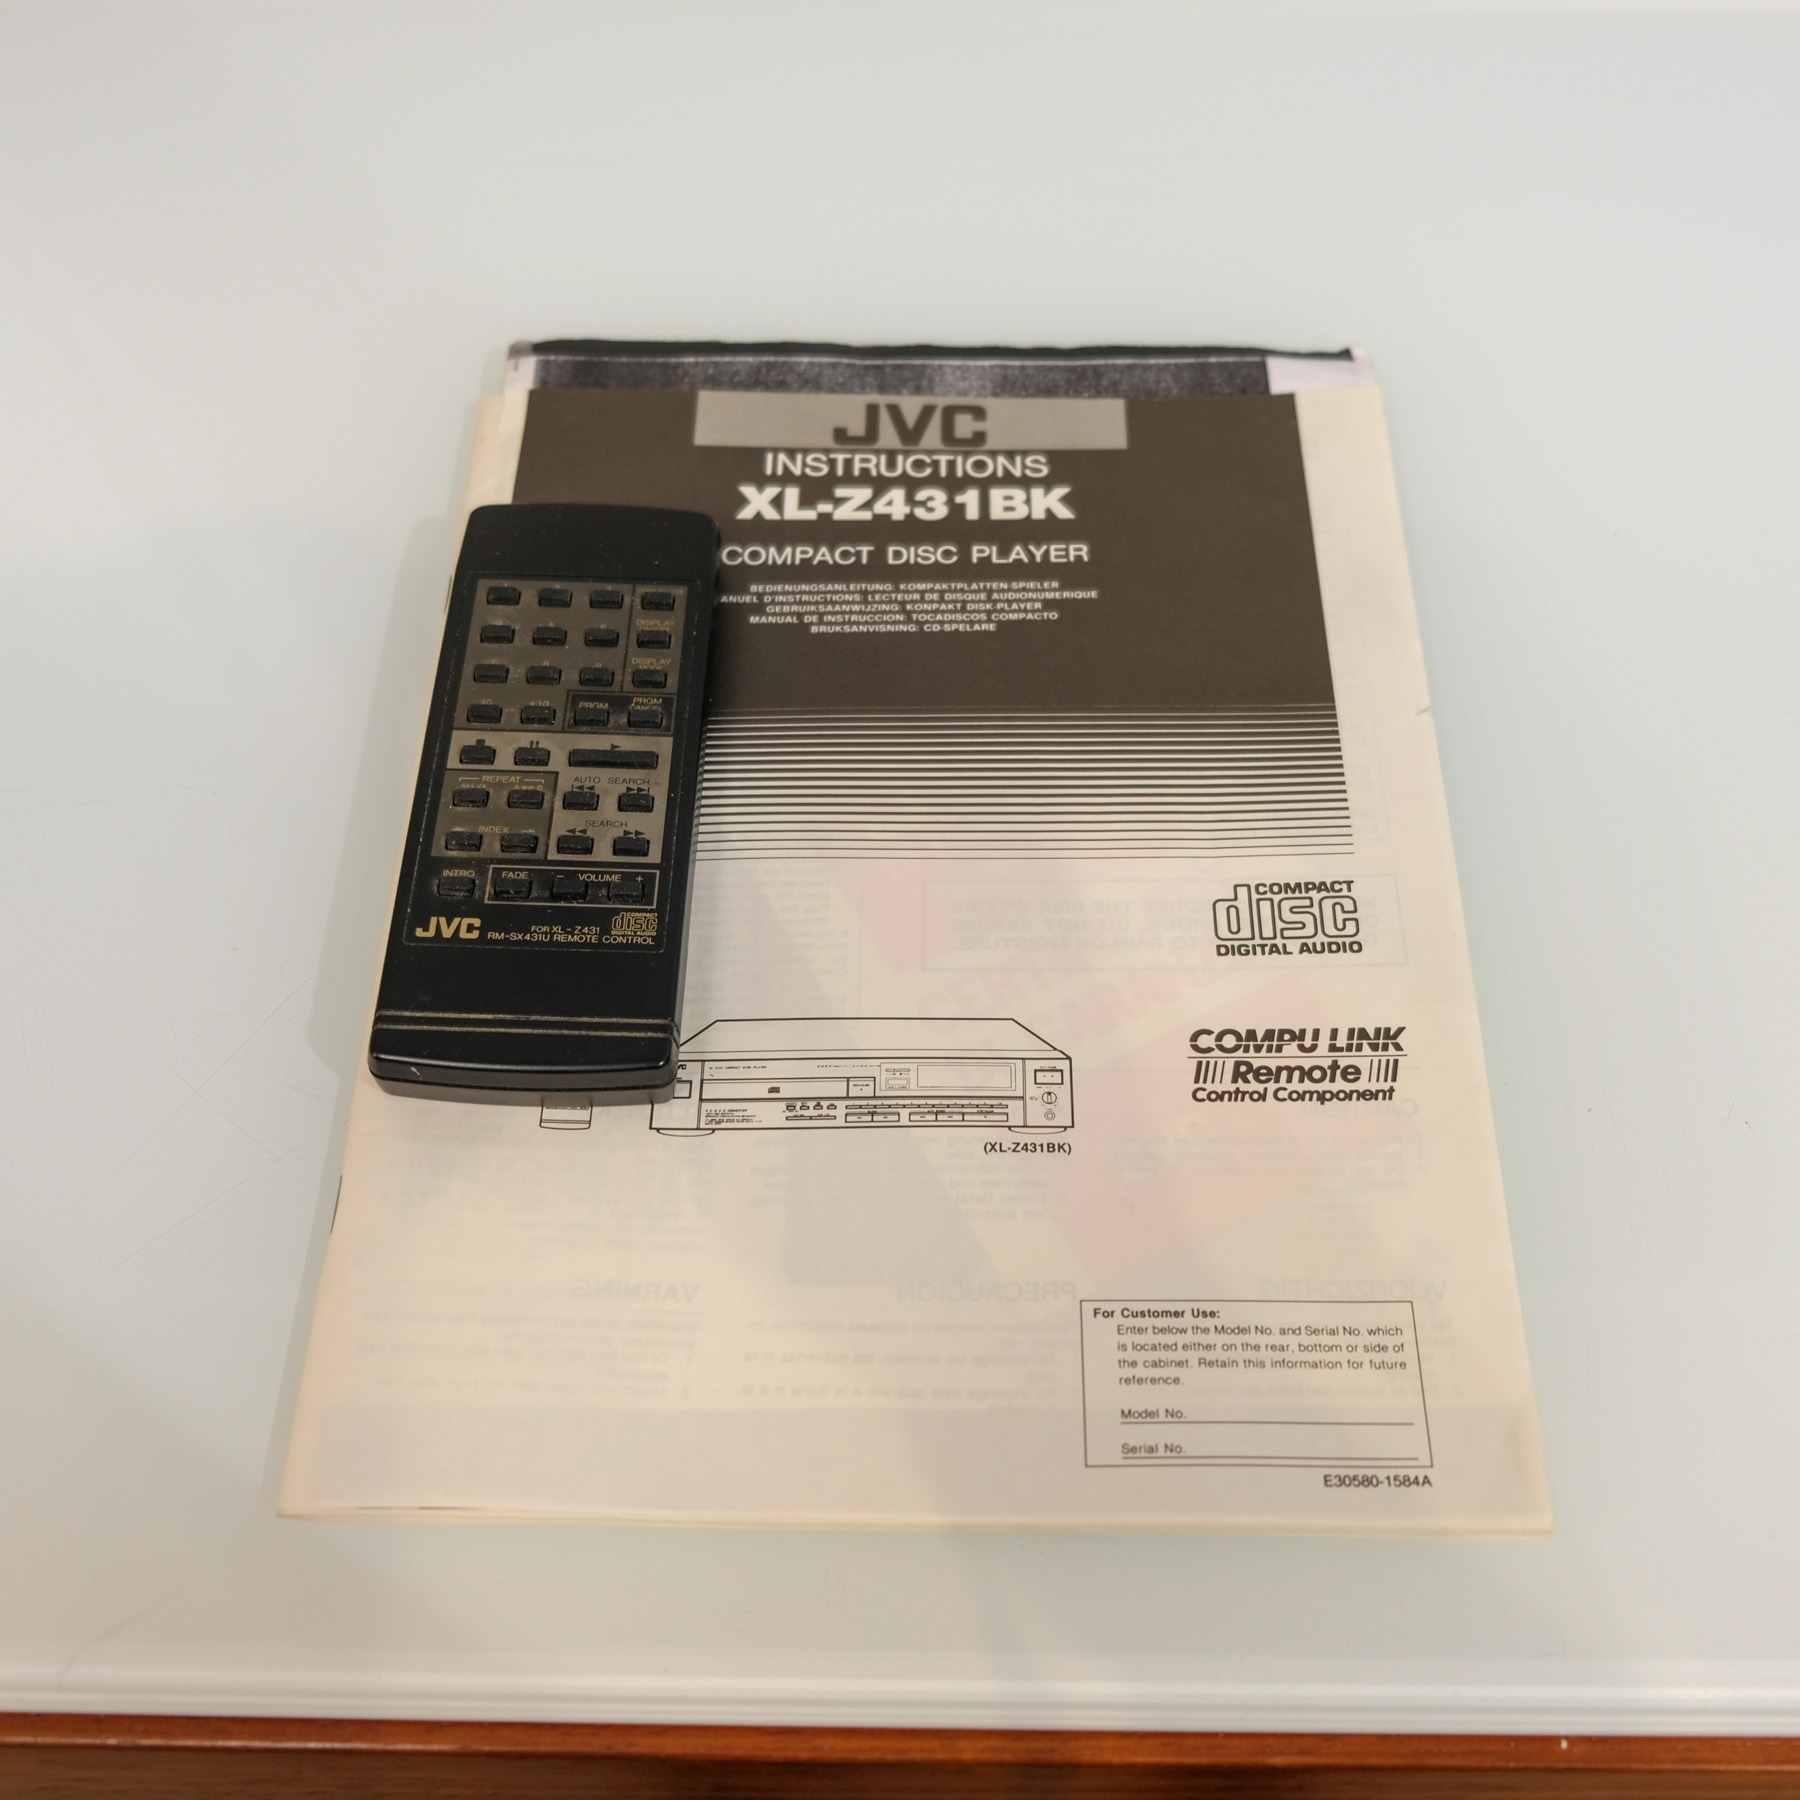 JVC
INSTRUCTIONS
XL-Z431BK
COMPACT DISC PLAYER
BEDIENUNGSANLEITUNG: KOMPAKTPLATTEN-SPIELER
ANUEL D'INSTRUCTIONS: LECTEUR DE DISQUE AUDIONUMERIQUE
GEBRUIKSAANWIJZING: KONPAKT DISK-PLAYER
MANUAL DE INSTRUCCION: TOCADISCOS COMPACTO
BRUKSANVISNING: CD-SPELARE
DISPLAY
DISPLAY
10 +10 PRGM PRGM CANCEL
REPEAT
AUTO SEARCH
INDEX
SEARCH
INTRO FADE − VOLUME +
JVC FOR XL-Z431 COMPACT disc DIGITAL AUDIO
RM-SX431U REMOTE CONTROL
COMPACT
disc
DIGITAL AUDIO
COMPU LINK
Remote
Control Component
(XL-Z431BK)
For Customer Use:
Enter below the Model No. and Serial No. which
is located either on the rear, bottom or side of
the cabinet. Retain this information for future
reference.
Model No.
Serial No.
E30580-1584A